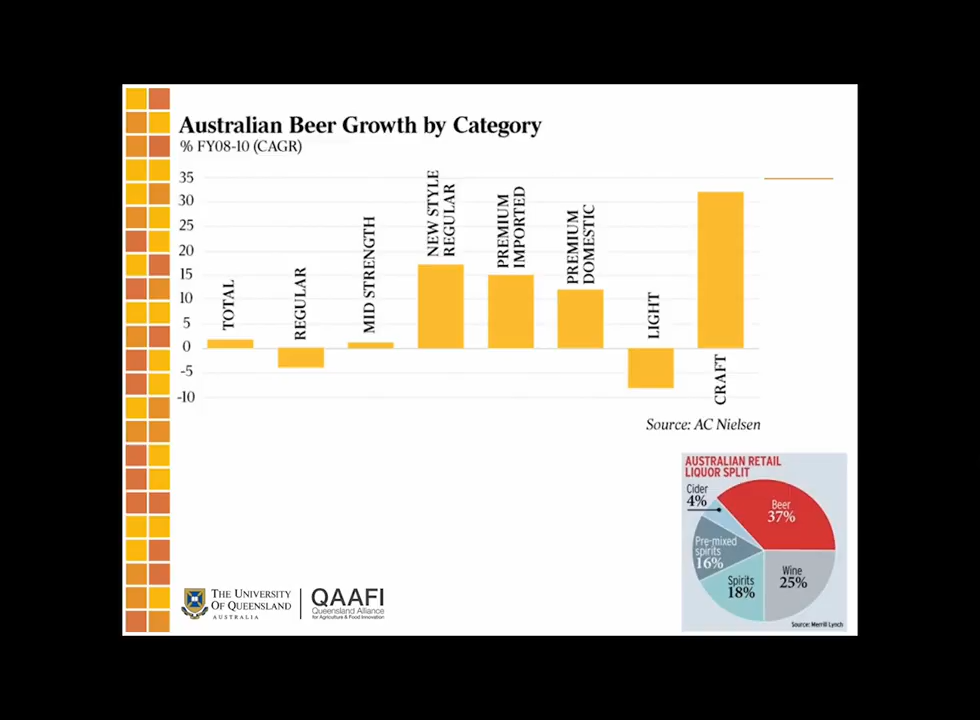 Australian Beer Growth by Category
% FY08-10 (CAGR)
35
30
25
20
15
10
5
0
-5
-10
TOTAL
REGULAR
MID STRENGTH
NEW STYLE
REGULAR
PREMIUM
IMPORTED
PREMIUM
DOMESTIC
LIGHT
CRAFT
Source: AC Nielsen
AUSTRALIAN RETAIL
LIQUOR SPLIT
Cider
4%
Beer
37%
Pre-mixed
spirits
16%
Wine
25%
Spirits
18%
Source: Merrill Lynch
THE UNIVERSITY
OF QUEENSLAND
AUSTRALIA
QAAFI
Queensland Alliance
for Agriculture & Food Innovation